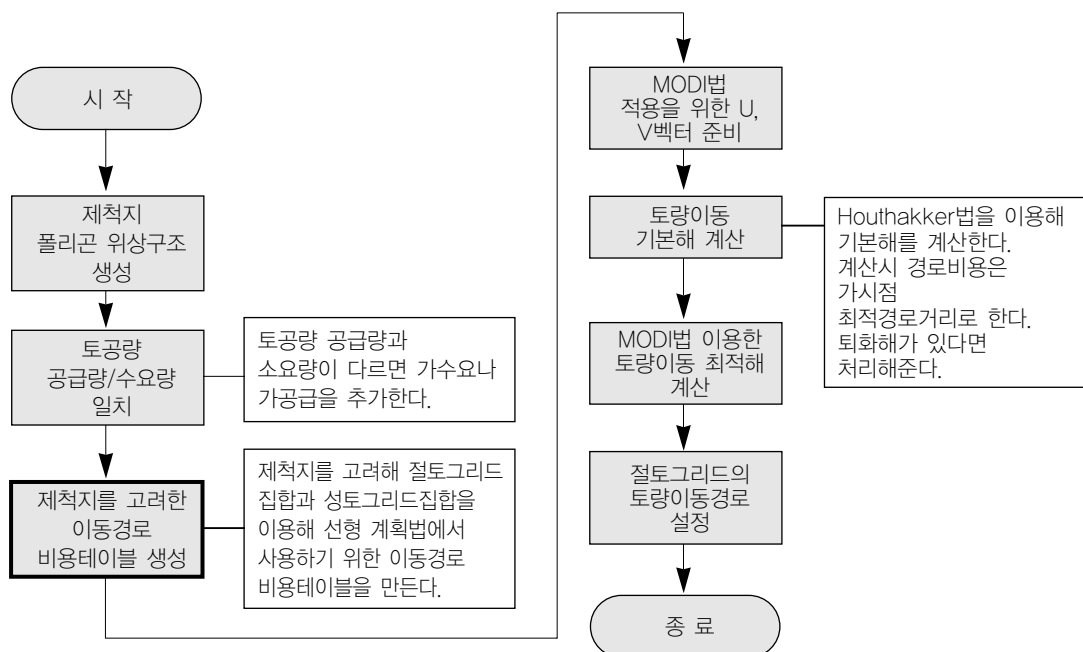 시 작
제척지
폴리곤 위상구조
생성
토공량
공급량/수요량
일치
토공량 공급량과
소요량이 다르면 가수요나
가공급을 추가한다.
제척지를 고려한
이동경로
비용테이블 생성
제척지를 고려해 절토그리드
집합과 성토그리드집합을
이용해 선형 계획법에서
사용하기 위한 이동경로
비용테이블을 만든다.
MODI법
적용을 위한 U,
V벡터 준비
토량이동
기본해 계산
Houthakker법을 이용해
기본해를 계산한다.
계산시 경로비용은
가시점
최적경로거리로 한다.
퇴화해가 있다면
처리해준다.
MODI법 이용한
토량이동 최적해
계산
절토그리드의
토량이동경로
설정
종 료